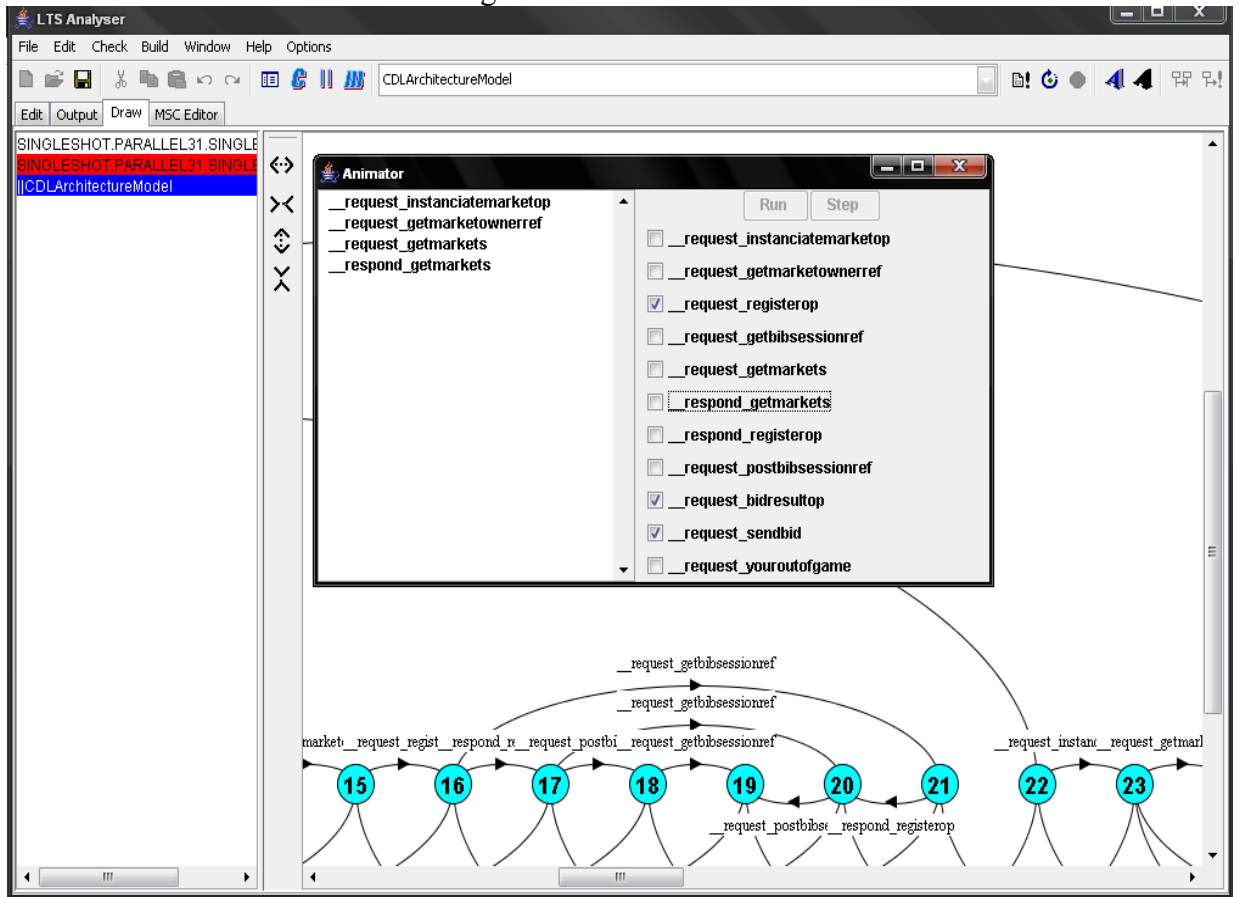 LTS Analyser
File Edit Check Build Window Help Options
CDLArchitectureModel
Edit Output Draw MSC Editor
SINGLESHOT.PARALLEL31.SINGLE
SINGLESHOT.PARALLEL31.SINGLE
||CDLArchitectureModel
Animator
__request_instanciatemarketop
__request_getmarketownerref
__request_getmarkets
__respond_getmarkets
Run Step
__request_instanciatemarketop
__request_getmarketownerref
__request_registerop
__request_getbibsessionref
__request_getmarkets
__respond_getmarkets
__respond_registerop
__request_postbibsessionref
__request_bidresultop
__request_sendbid
__request_youroutofgame
__request_getbibsessionref
__request_getbibsessionref
market __request_regist __respond_r __request_postbi __request_getbibsessionref __request_instan __request_getmarl
15 16 17 18 19 20 21 22 23
__request_postbibse __respond_registerop